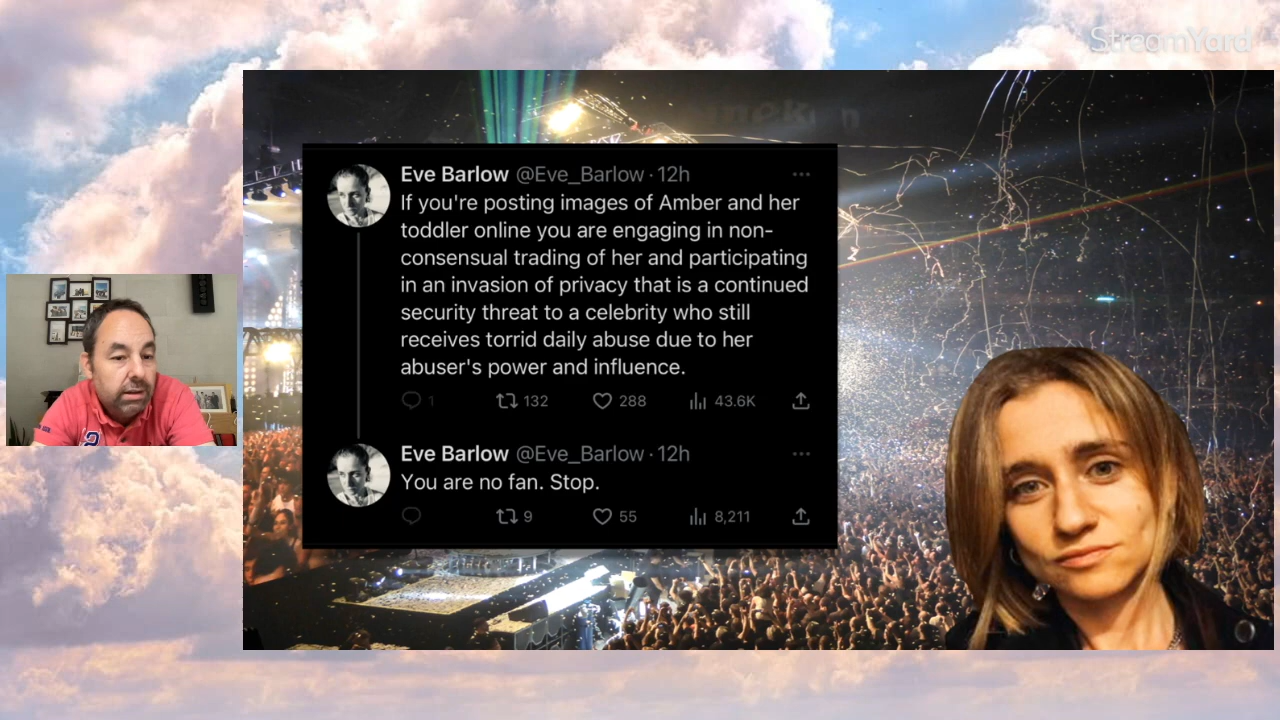 StreamYard
Eve Barlow @Eve_Barlow · 12h
If you're posting images of Amber and her
toddler online you are engaging in non-
consensual trading of her and participating
in an invasion of privacy that is a continued
security threat to a celebrity who still
receives torrid daily abuse due to her
abuser's power and influence.
1 132 288 43.6K
Eve Barlow @Eve_Barlow · 12h
You are no fan. Stop.
9 55 8,211
2